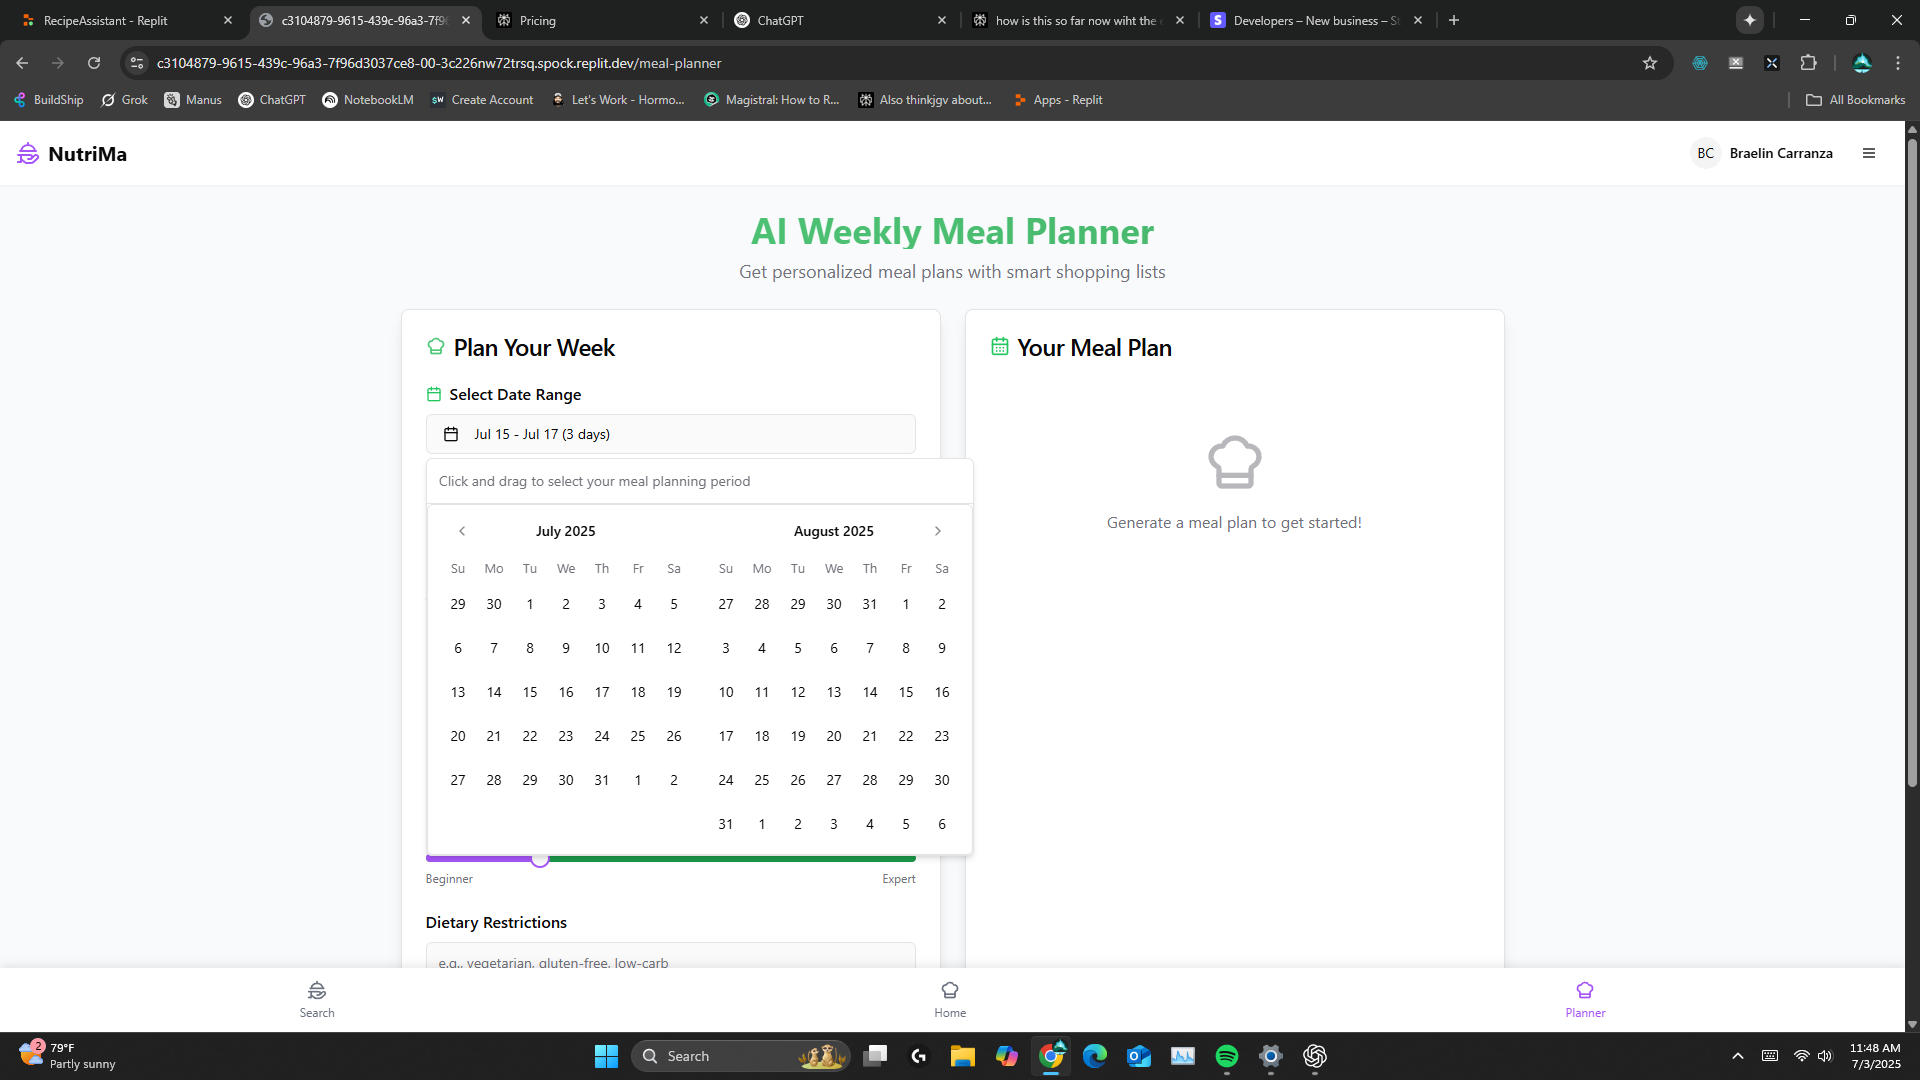 RecipeAssistant - Replit
c3104879-9615-439c-96a3-7f96
Pricing
ChatGPT
how is this so far now wiht the
Developers – New business – S
c3104879-9615-439c-96a3-7f96d3037ce8-00-3c226nw72trsq.spock.replit.dev/meal-planner
BuildShip
Grok
Manus
ChatGPT
NotebookLM
Create Account
Let's Work - Hormo...
Magistral: How to R...
Also thinkjgv about...
Apps - Replit
All Bookmarks
NutriMa
BC Braelin Carranza
AI Weekly Meal Planner
Get personalized meal plans with smart shopping lists
Plan Your Week
Select Date Range
Jul 15 - Jul 17 (3 days)
Click and drag to select your meal planning period
July 2025
Su Mo Tu We Th Fr Sa
29 30 1 2 3 4 5
6 7 8 9 10 11 12
13 14 15 16 17 18 19
20 21 22 23 24 25 26
27 28 29 30 31 1 2
August 2025
Su Mo Tu We Th Fr Sa
27 28 29 30 31 1 2
3 4 5 6 7 8 9
10 11 12 13 14 15 16
17 18 19 20 21 22 23
24 25 26 27 28 29 30
31 1 2 3 4 5 6
Beginner
Expert
Dietary Restrictions
e.g., vegetarian, gluten-free, low-carb
Your Meal Plan
Generate a meal plan to get started!
Search
Home
Planner
2
79°F
Partly sunny
Search
11:48 AM
7/3/2025